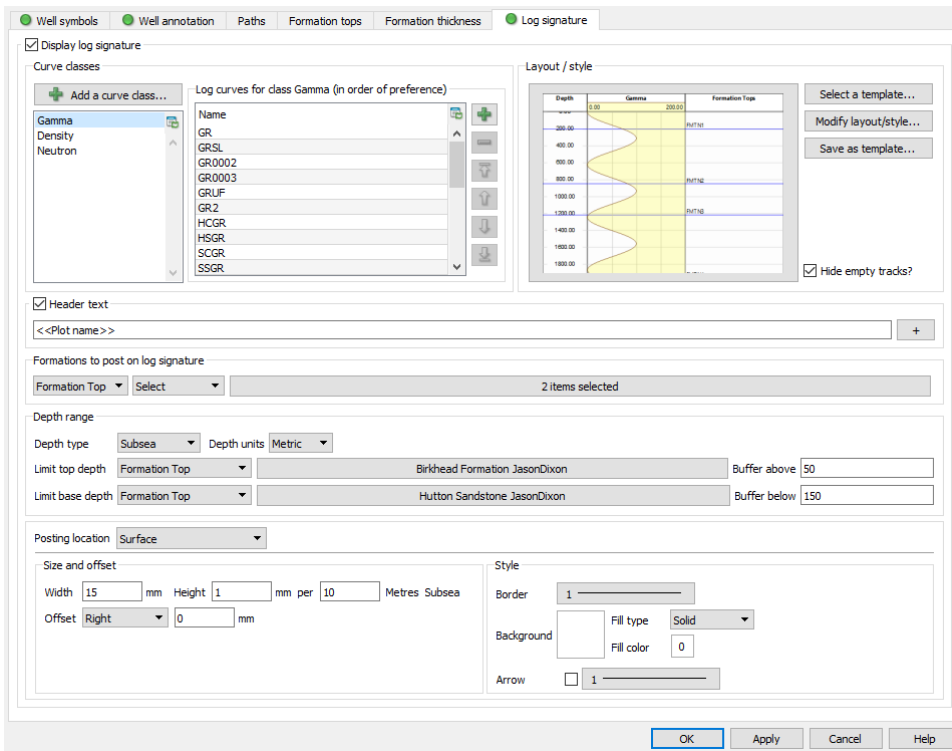 Well symbols Well annotation Paths Formation tops Formation thickness Log signature
Display log signature
Curve classes
Add a curve class...
Gamma
Density
Neutron
Log curves for class Gamma (in order of preference)
Name
GR
GRSL
GR0002
GR0003
GRUF
GR2
HCGR
HSGR
SCGR
SSGR
Layout / style
Depth Gamma Formation Tops
0.00 200.00
200.00 FMTN1
400.00
600.00
800.00 FMTN2
1000.00
1200.00 FMTN3
1400.00
1600.00
1800.00
Select a template...
Modify layout/style...
Save as template...
Hide empty tracks?
Header text
<<Plot name>> +
Formations to post on log signature
Formation Top Select 2 items selected
Depth range
Depth type Subsea Depth units Metric
Limit top depth Formation Top Birkhead Formation JasonDixon Buffer above 50
Limit base depth Formation Top Hutton Sandstone JasonDixon Buffer below 150
Posting location Surface
Size and offset
Width 15 mm Height 1 mm per 10 Metres Subsea
Offset Right 0 mm
Style
Border 1
Background Fill type Solid
Fill color 0
Arrow 1
OK Apply Cancel Help